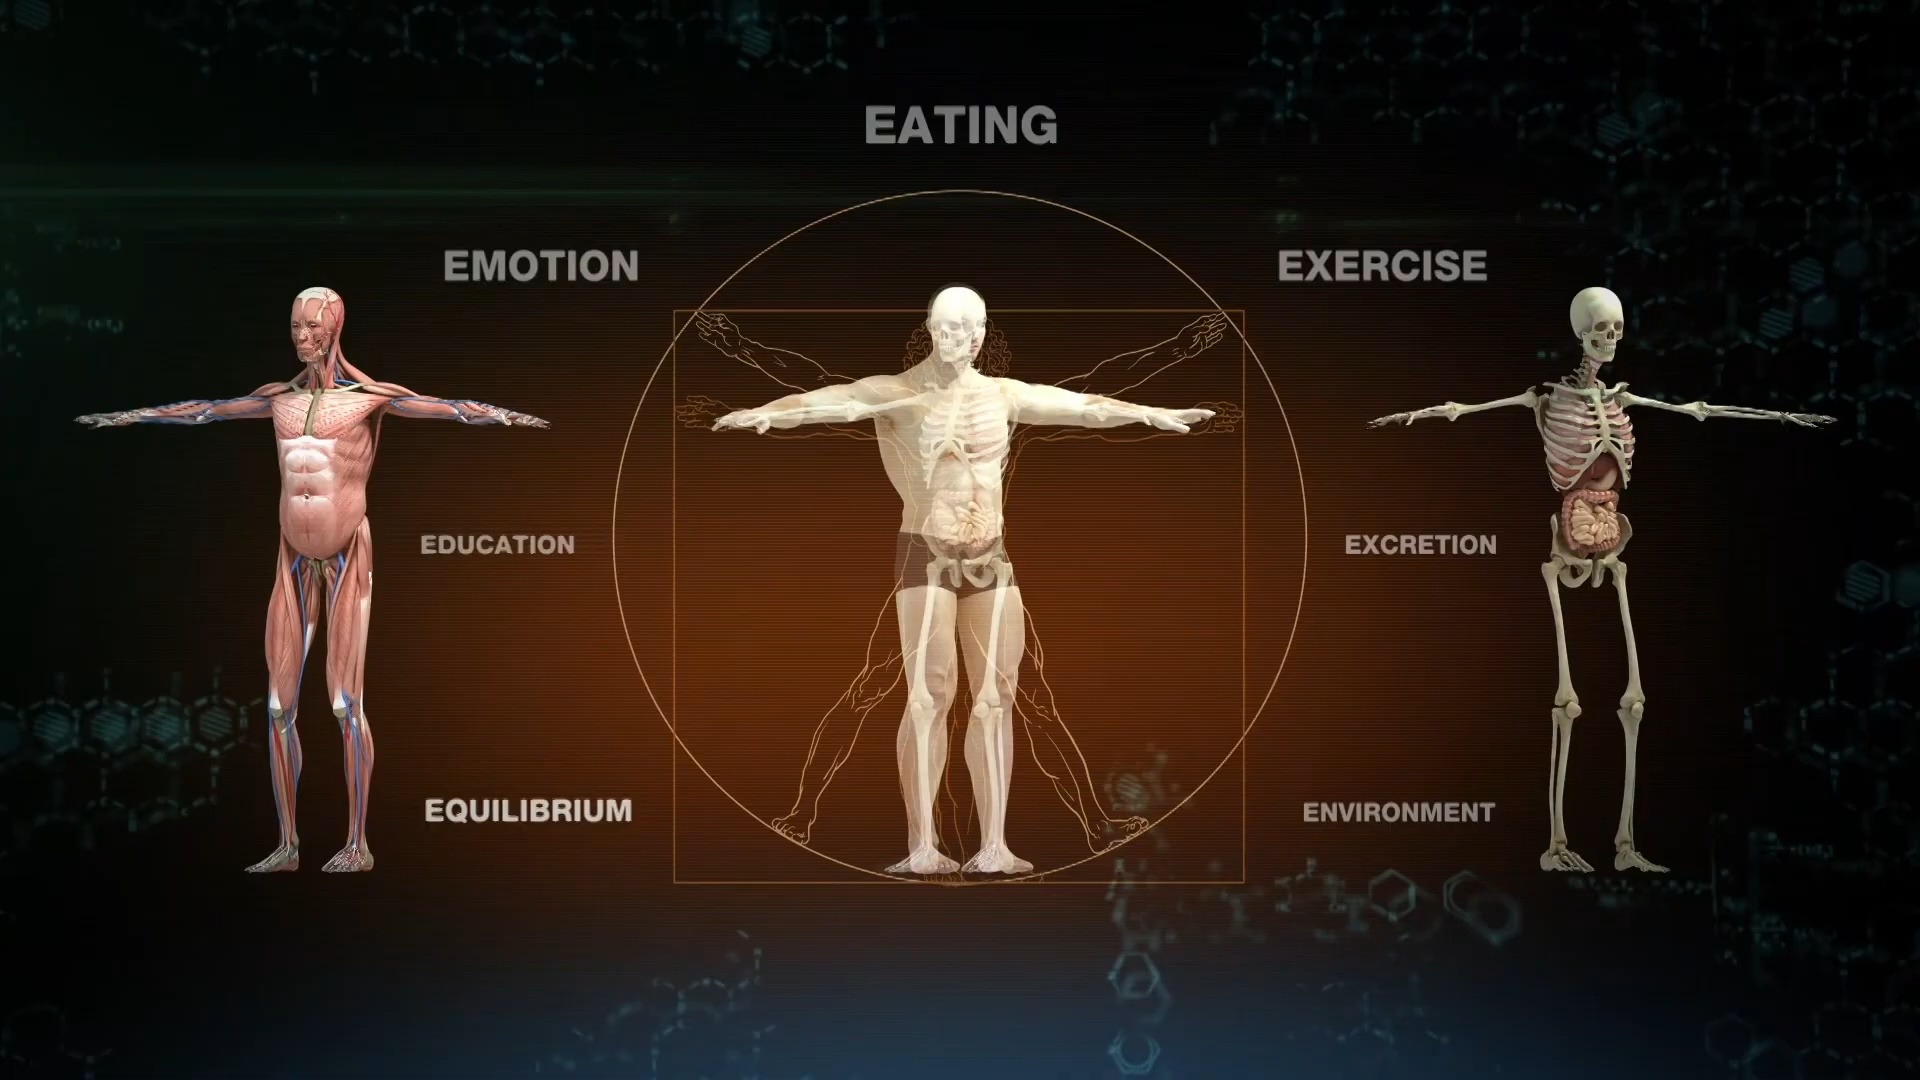 EATING
EMOTION
EXERCISE
EDUCATION
EXCRETION
EQUILIBRIUM
ENVIRONMENT